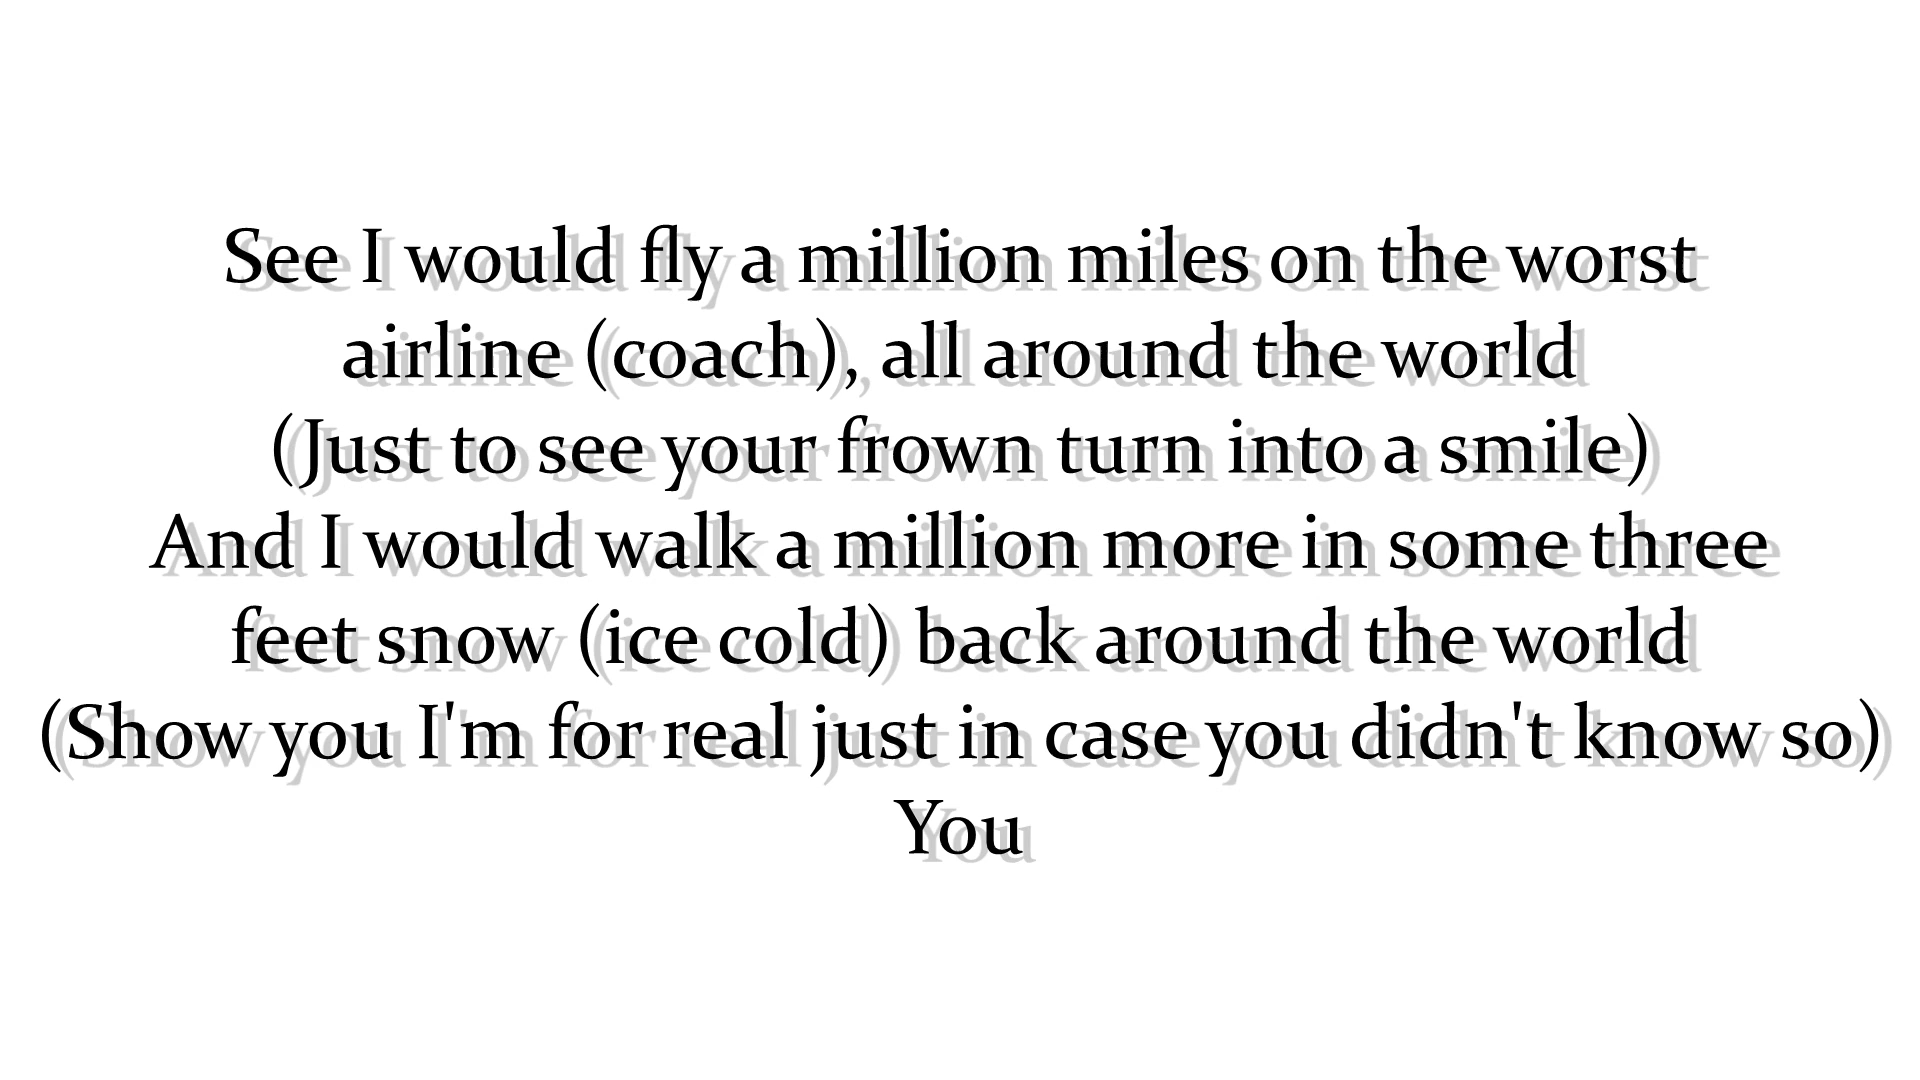 See I would fly a million miles on the worst
airline (coach), all around the world
(Just to see your frown turn into a smile)
And I would walk a million more in some three
feet snow (ice cold) back around the world
(Show you I'm for real just in case you didn't know so)
You